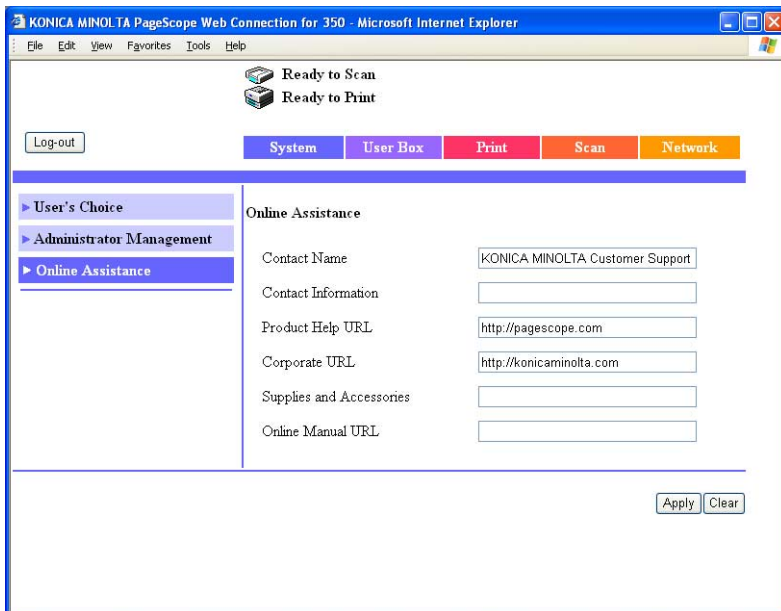 KONICA MINOLTA PageScope Web Connection for 350 - Microsoft Internet Explorer
File Edit View Favorites Tools Help
Ready to Scan
Ready to Print
Log-out
System User Box Print Scan Network
User's Choice
Administrator Management
Online Assistance
Online Assistance
Contact Name KONICA MINOLTA Customer Support
Contact Information
Product Help URL http://pagescope.com
Corporate URL http://konicaminolta.com
Supplies and Accessories
Online Manual URL
Apply Clear